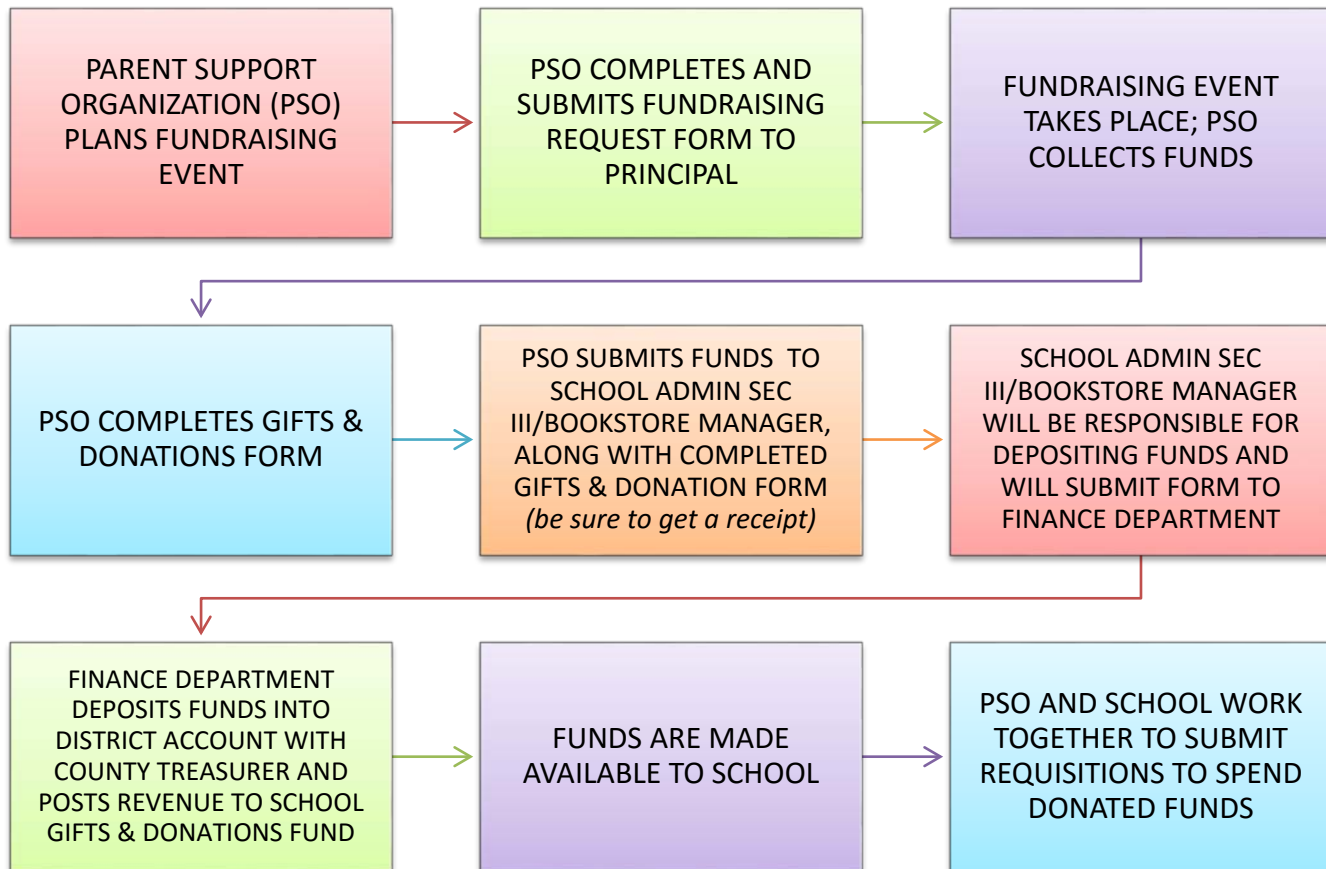 PARENT SUPPORT
ORGANIZATION (PSO)
PLANS FUNDRAISING
EVENT
PSO COMPLETES AND
SUBMITS FUNDRAISING
REQUEST FORM TO
PRINCIPAL
FUNDRAISING EVENT
TAKES PLACE; PSO
COLLECTS FUNDS
PSO COMPLETES GIFTS &
DONATIONS FORM
PSO SUBMITS FUNDS TO
SCHOOL ADMIN SEC
III/BOOKSTORE MANAGER,
ALONG WITH COMPLETED
GIFTS & DONATION FORM
(be sure to get a receipt)
SCHOOL ADMIN SEC
III/BOOKSTORE MANAGER
WILL BE RESPONSIBLE FOR
DEPOSITING FUNDS AND
WILL SUBMIT FORM TO
FINANCE DEPARTMENT
FINANCE DEPARTMENT
DEPOSITS FUNDS INTO
DISTRICT ACCOUNT WITH
COUNTY TREASURER AND
POSTS REVENUE TO SCHOOL
GIFTS & DONATIONS FUND
FUNDS ARE MADE
AVAILABLE TO SCHOOL
PSO AND SCHOOL WORK
TOGETHER TO SUBMIT
REQUISITIONS TO SPEND
DONATED FUNDS